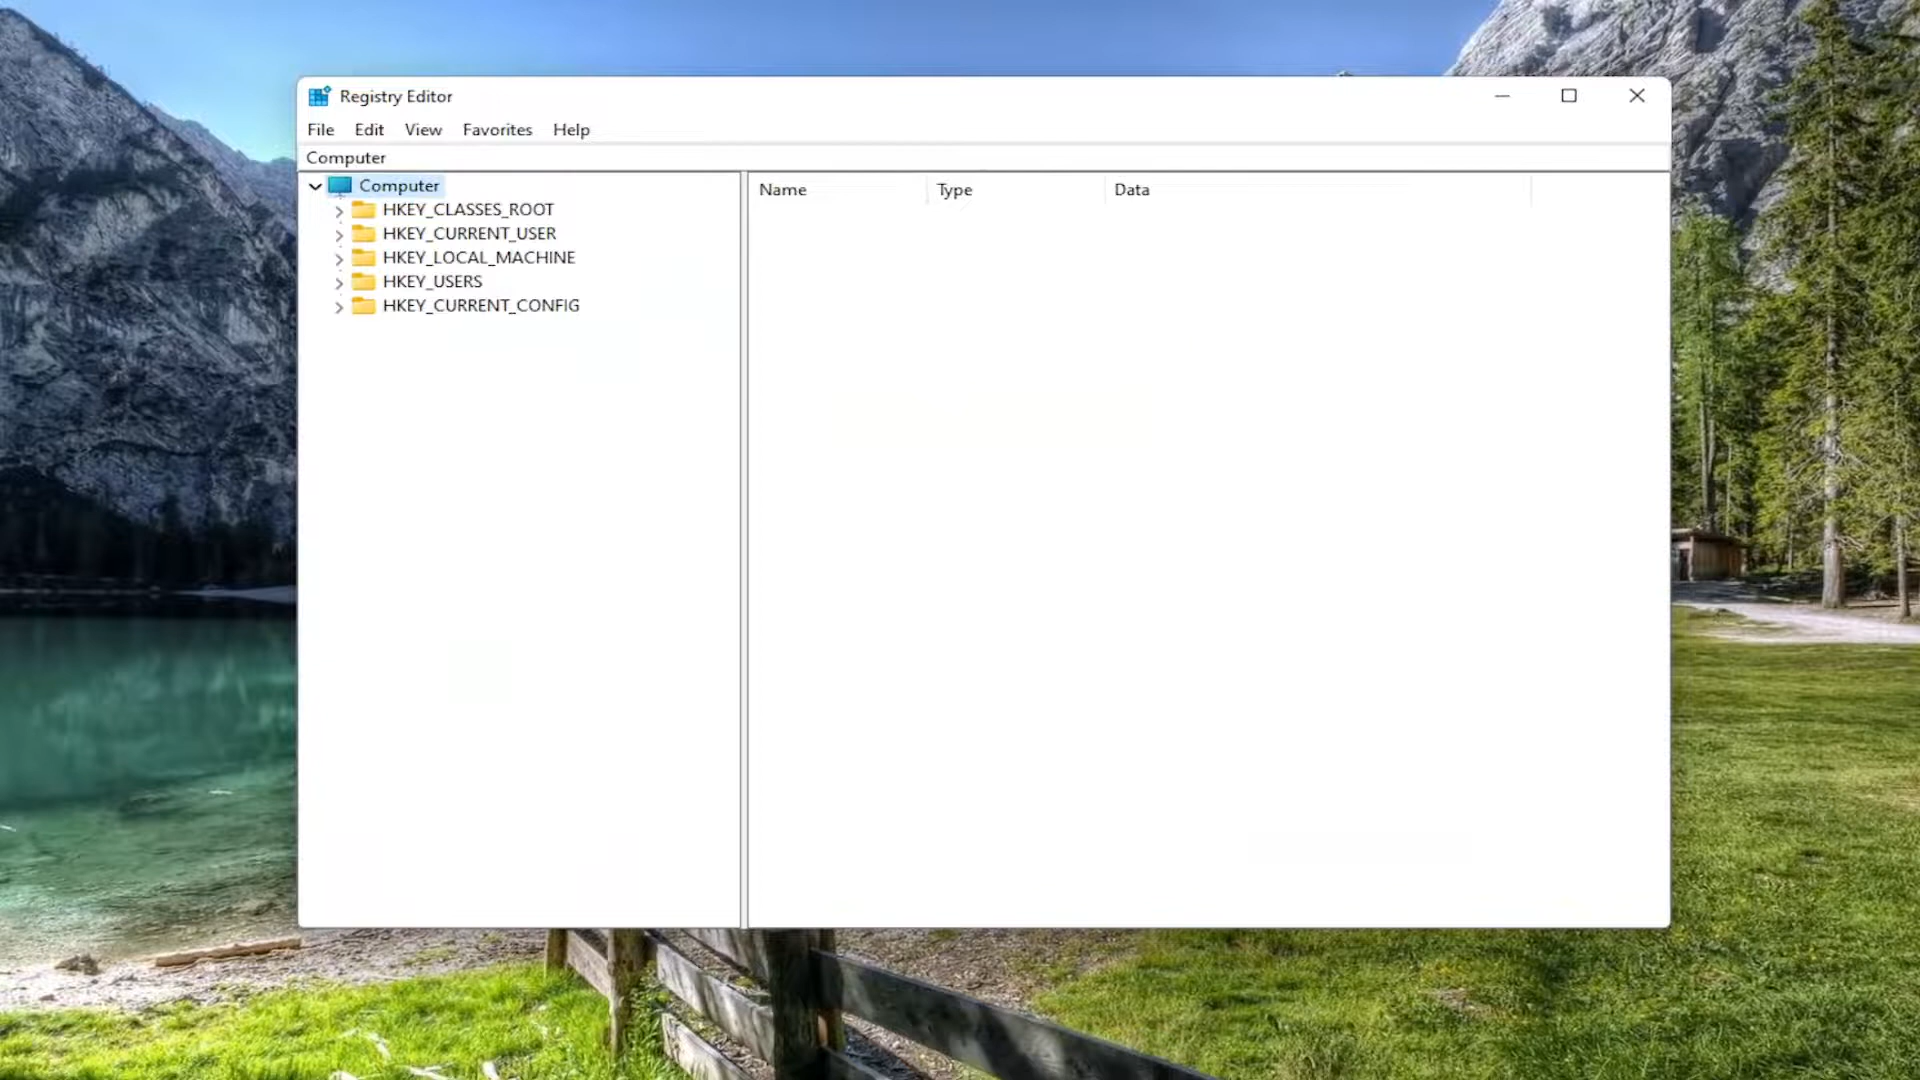 Registry Editor
File Edit View Favorites Help
Computer
Computer
HKEY_CLASSES_ROOT
HKEY_CURRENT_USER
HKEY_LOCAL_MACHINE
HKEY_USERS
HKEY_CURRENT_CONFIG
Name Type Data